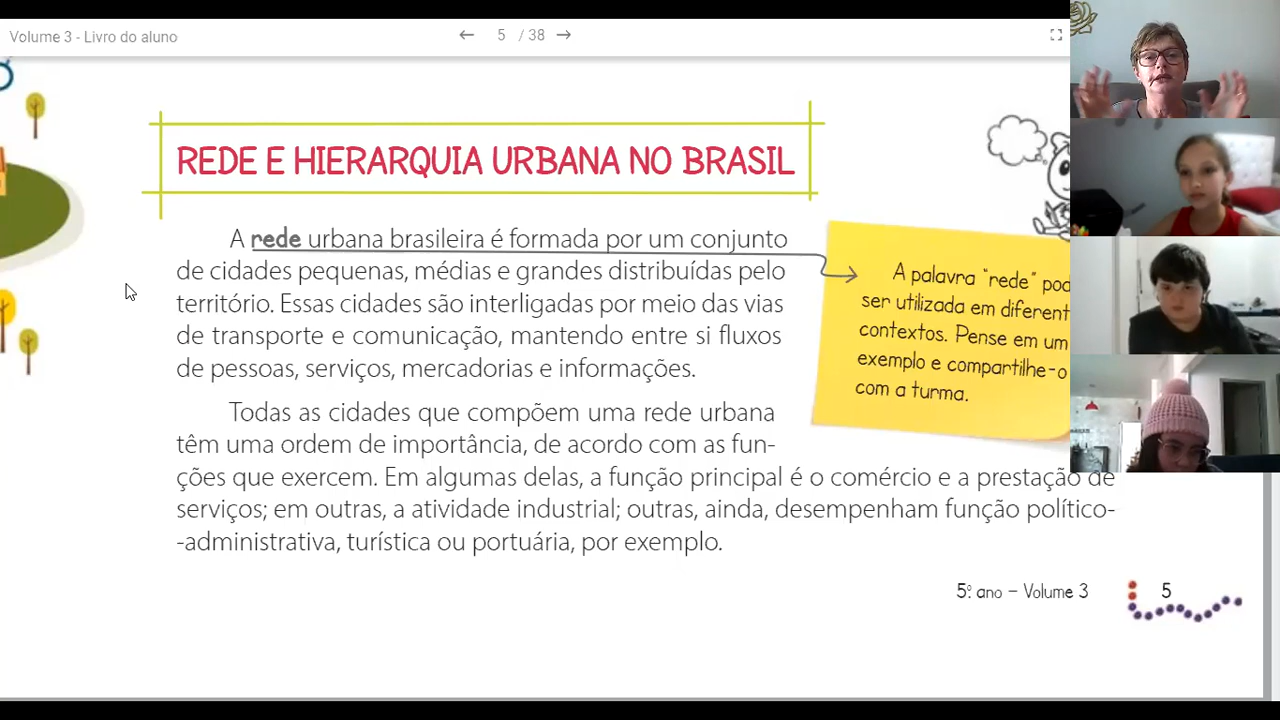 Volume 3 - Livro do aluno
5 / 38
REDE E HIERARQUIA URBANA NO BRASIL
A rede urbana brasileira é formada por um conjunto
de cidades pequenas, médias e grandes distribuídas pelo
território. Essas cidades são interligadas por meio das vias
de transporte e comunicação, mantendo entre si fluxos
de pessoas, serviços, mercadorias e informações.
A palavra "rede" pod
ser utilizada em diferent
contextos. Pense em um
exemplo e compartilhe-o
com a turma.
Todas as cidades que compõem uma rede urbana
têm uma ordem de importância, de acordo com as fun-
ções que exercem. Em algumas delas, a função principal é o comércio e a prestação de
serviços; em outras, a atividade industrial; outras, ainda, desempenham função político-
-administrativa, turística ou portuária, por exemplo.
5º. ano – Volume 3 5